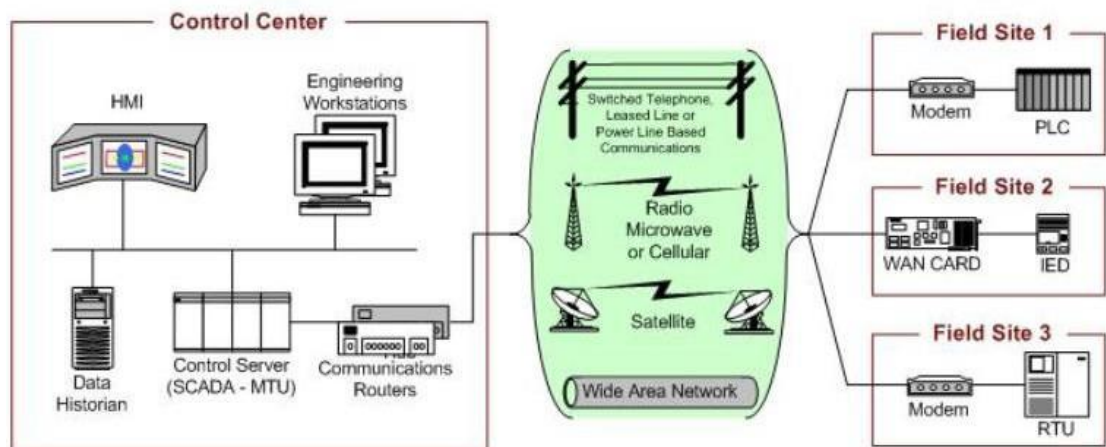 Control Center
HMI
Engineering
Workstations
Data
Historian
Control Server
(SCADA - MTU)
Communications
Routers
Switched Telephone,
Leased Line or
Power Line Based
Communications
Radio
Microwave
or Cellular
Satellite
Wide Area Network
Field Site 1
Modem
PLC
Field Site 2
WAN CARD
IED
Field Site 3
Modem
RTU